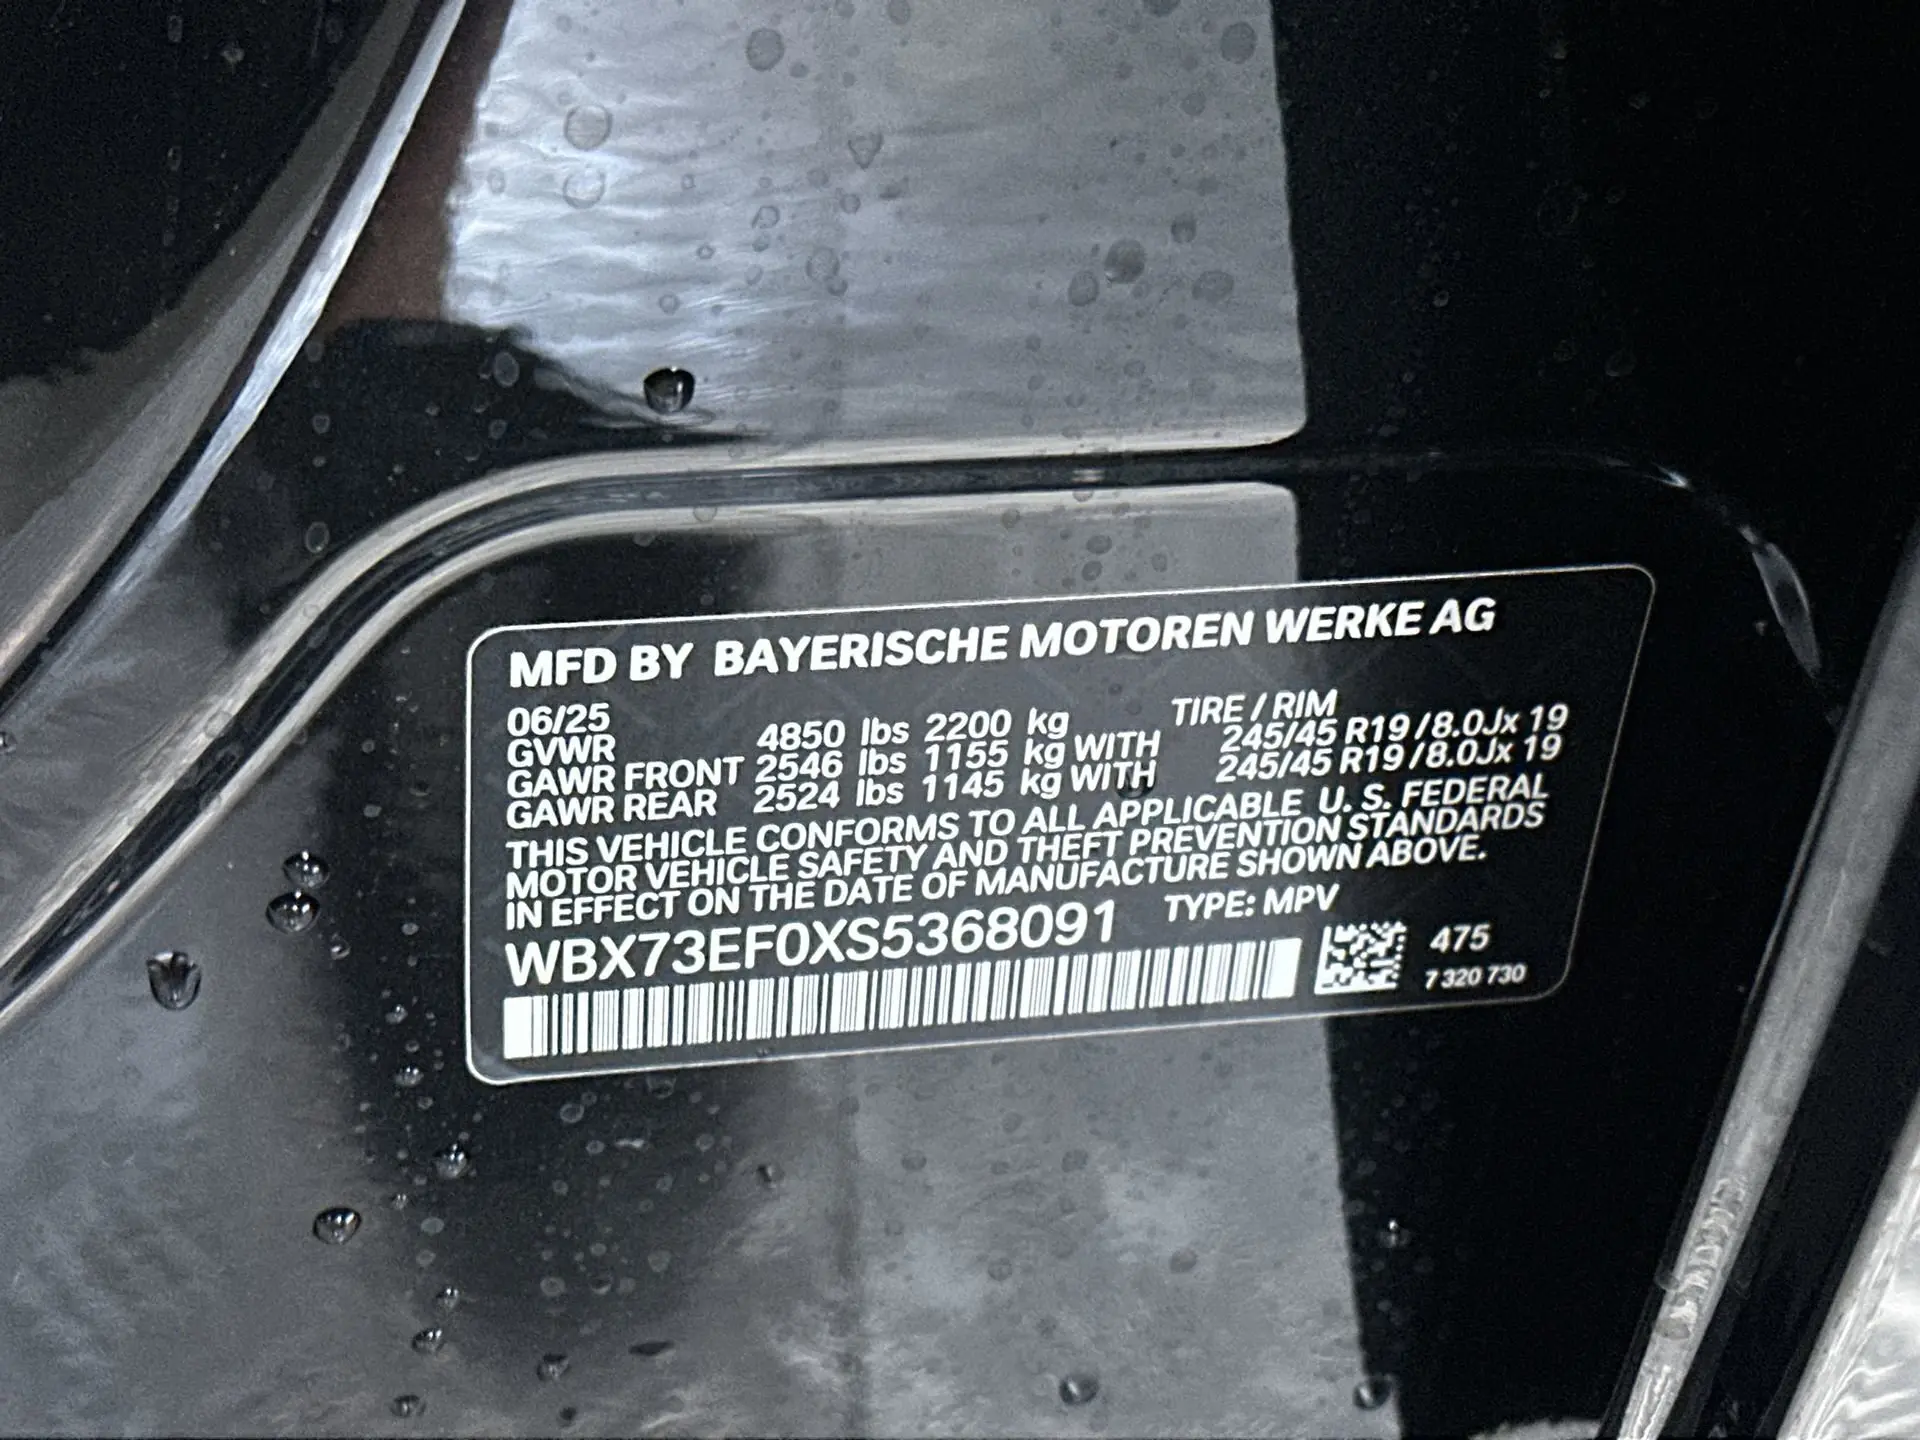 MFD BY BAYERISCHE MOTOREN WERKE AG
06/25 TIRE / RIM
GVWR 4850 lbs 2200 kg
GAWR FRONT 2546 lbs 1155 kg WITH 245/45 R19 /8.0Jx 19
GAWR REAR 2524 lbs 1145 kg WITH 245/45 R19 /8.0Jx 19
THIS VEHICLE CONFORMS TO ALL APPLICABLE U. S. FEDERAL
MOTOR VEHICLE SAFETY AND THEFT PREVENTION STANDARDS
IN EFFECT ON THE DATE OF MANUFACTURE SHOWN ABOVE.
WBX73EF0XS5368091 TYPE: MPV
475
7 320 730